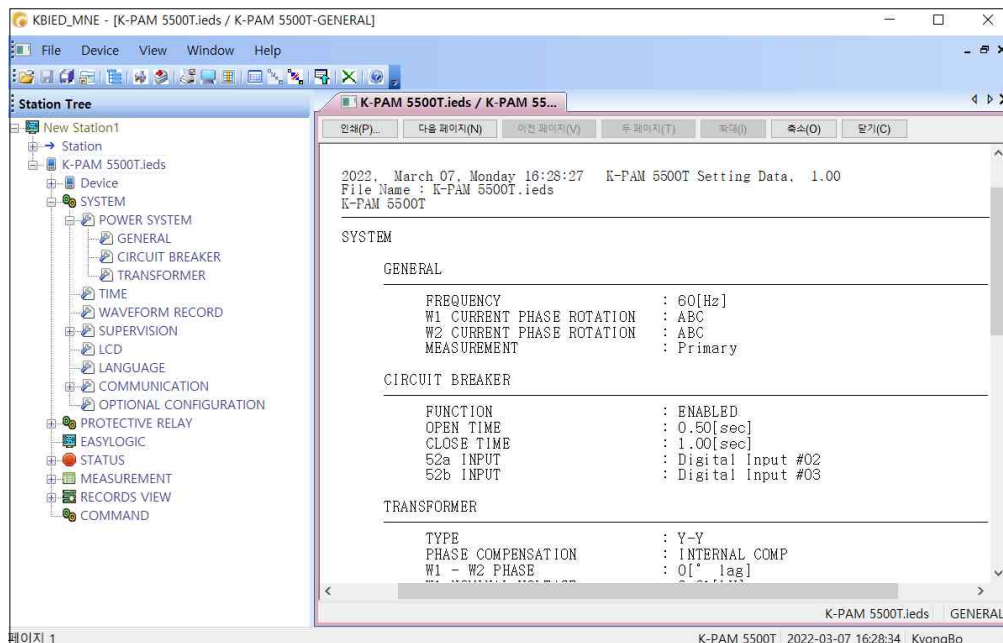 KBIED_MNE - [K-PAM 5500T.ieds / K-PAM 5500T-GENERAL]
File Device View Window Help
Station Tree
New Station1
Station
K-PAM 5500T.ieds
Device
SYSTEM
POWER SYSTEM
GENERAL
CIRCUIT BREAKER
TRANSFORMER
TIME
WAVEFORM RECORD
SUPERVISION
LCD
LANGUAGE
COMMUNICATION
OPTIONAL CONFIGURATION
PROTECTIVE RELAY
EASYLOGIC
STATUS
MEASUREMENT
RECORDS VIEW
COMMAND
K-PAM 5500T.ieds / K-PAM 55...
인쇄(P)... 다음 페이지(N) 이전 페이지(V) 두 페이지(T) 확대(I) 축소(O) 닫기(C)
2022, March 07, Monday 16:28:27 K-PAM 5500T Setting Data, 1.00
File Name : K-PAM 5500T.ieds
K-PAM 5500T
SYSTEM
GENERAL
FREQUENCY : 60[Hz]
W1 CURRENT PHASE ROTATION : ABC
W2 CURRENT PHASE ROTATION : ABC
MEASUREMENT : Primary
CIRCUIT BREAKER
FUNCTION : ENABLED
OPEN TIME : 0.50[sec]
CLOSE TIME : 1.00[sec]
52a INPUT : Digital Input #02
52b INPUT : Digital Input #03
TRANSFORMER
TYPE : Y-Y
PHASE COMPENSATION : INTERNAL COMP
W1 - W2 PHASE : 0[° lag]
K-PAM 5500T.ieds GENERAL
페이지 1 K-PAM 5500T 2022-03-07 16:28:34 KyongBo